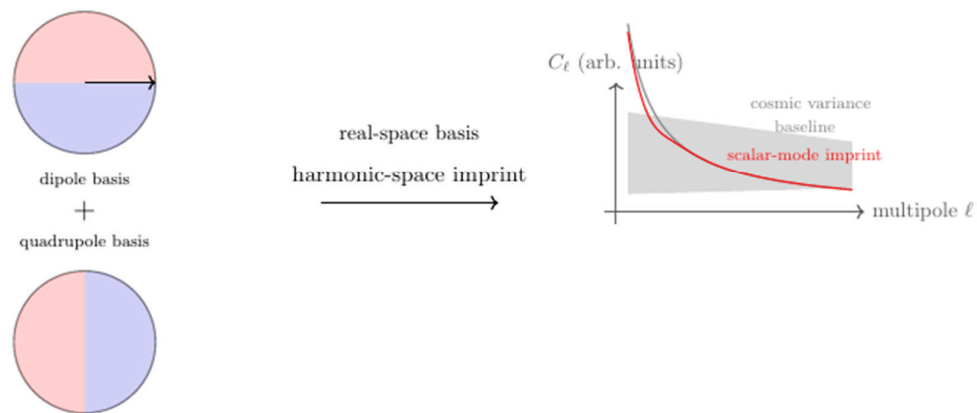 dipole basis
+
quadrupole basis
real-space basis
harmonic-space imprint
C_ℓ (arb. units)
cosmic variance
baseline
scalar-mode imprint
multipole ℓ